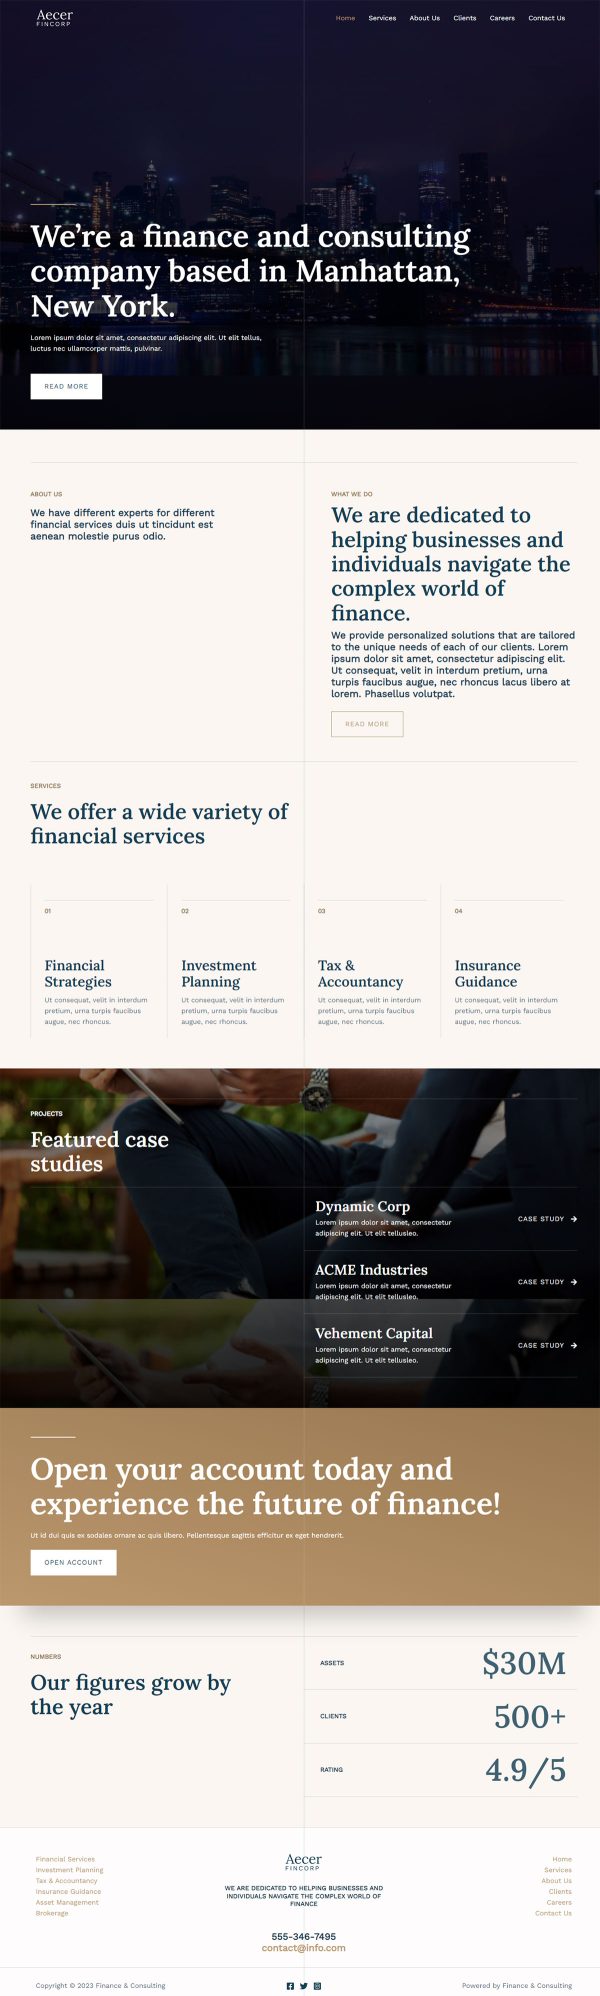 Aecer
FINCORP
Home
Services
About Us
Clients
Careers
Contact Us
We're a finance and consulting
company based in Manhattan,
New York.
Lorem ipsum dolor sit amet, consectetur adipiscing elit. Ut elit tellus,
luctus nec ullamcorper mattis, pulvinar.
READ MORE
ABOUT US
We have different experts for different
financial services duis ut tincidunt est
aenean molestie purus odio.
WHAT WE DO
We are dedicated to
helping businesses and
individuals navigate the
complex world of
finance.
We provide personalized solutions that are tailored
to the unique needs of each of our clients. Lorem
ipsum dolor sit amet, consectetur adipiscing elit.
Ut consequat, velit in interdum pretium, urna
turpis faucibus augue, nec rhoncus lacus libero at
lorem. Phasellus volutpat.
READ MORE
SERVICES
We offer a wide variety of
financial services
01
Financial
Strategies
Ut consequat, velit in interdum
pretium, urna turpis faucibus
augue, nec rhoncus.
02
Investment
Planning
Ut consequat, velit in interdum
pretium, urna turpis faucibus
augue, nec rhoncus.
03
Tax &
Accountancy
Ut consequat, velit in interdum
pretium, urna turpis faucibus
augue, nec rhoncus.
04
Insurance
Guidance
Ut consequat, velit in interdum
pretium, urna turpis faucibus
augue, nec rhoncus.
PROJECTS
Featured case
studies
Dynamic Corp
Lorem ipsum dolor sit amet, consectetur
adipiscing elit. Ut elit tellusleo.
CASE STUDY
ACME Industries
Lorem ipsum dolor sit amet, consectetur
adipiscing elit. Ut elit tellusleo.
CASE STUDY
Vehement Capital
Lorem ipsum dolor sit amet, consectetur
adipiscing elit. Ut elit tellusleo.
CASE STUDY
Open your account today and
experience the future of finance!
Ut id dui quis ex sodales ornare ac quis libero. Pellentesque sagittis efficitur ex eget hendrerit.
OPEN ACCOUNT
NUMBERS
Our figures grow by
the year
ASSETS
$30M
CLIENTS
500+
RATING
4.9/5
Financial Services
Investment Planning
Tax & Accountancy
Insurance Guidance
Asset Management
Brokerage
Aecer
FINCORP
WE ARE DEDICATED TO HELPING BUSINESSES AND
INDIVIDUALS NAVIGATE THE COMPLEX WORLD OF
FINANCE
555-346-7495
contact@info.com
Home
Services
About Us
Clients
Careers
Contact Us
Copyright © 2023 Finance & Consulting
Powered by Finance & Consulting